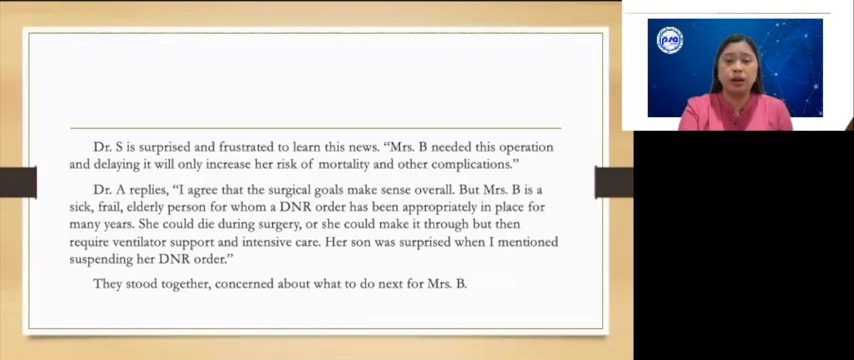 Dr. S is surprised and frustrated to learn this news. “Mrs. B needed this operation
and delaying it will only increase her risk of mortality and other complications.”
Dr. A replies, “I agree that the surgical goals make sense overall. But Mrs. B is a
sick, frail, elderly person for whom a DNR order has been appropriately in place for
many years. She could die during surgery, or she could make it through but then
require ventilator support and intensive care. Her son was surprised when I mentioned
suspending her DNR order.”
They stood together, concerned about what to do next for Mrs. B.